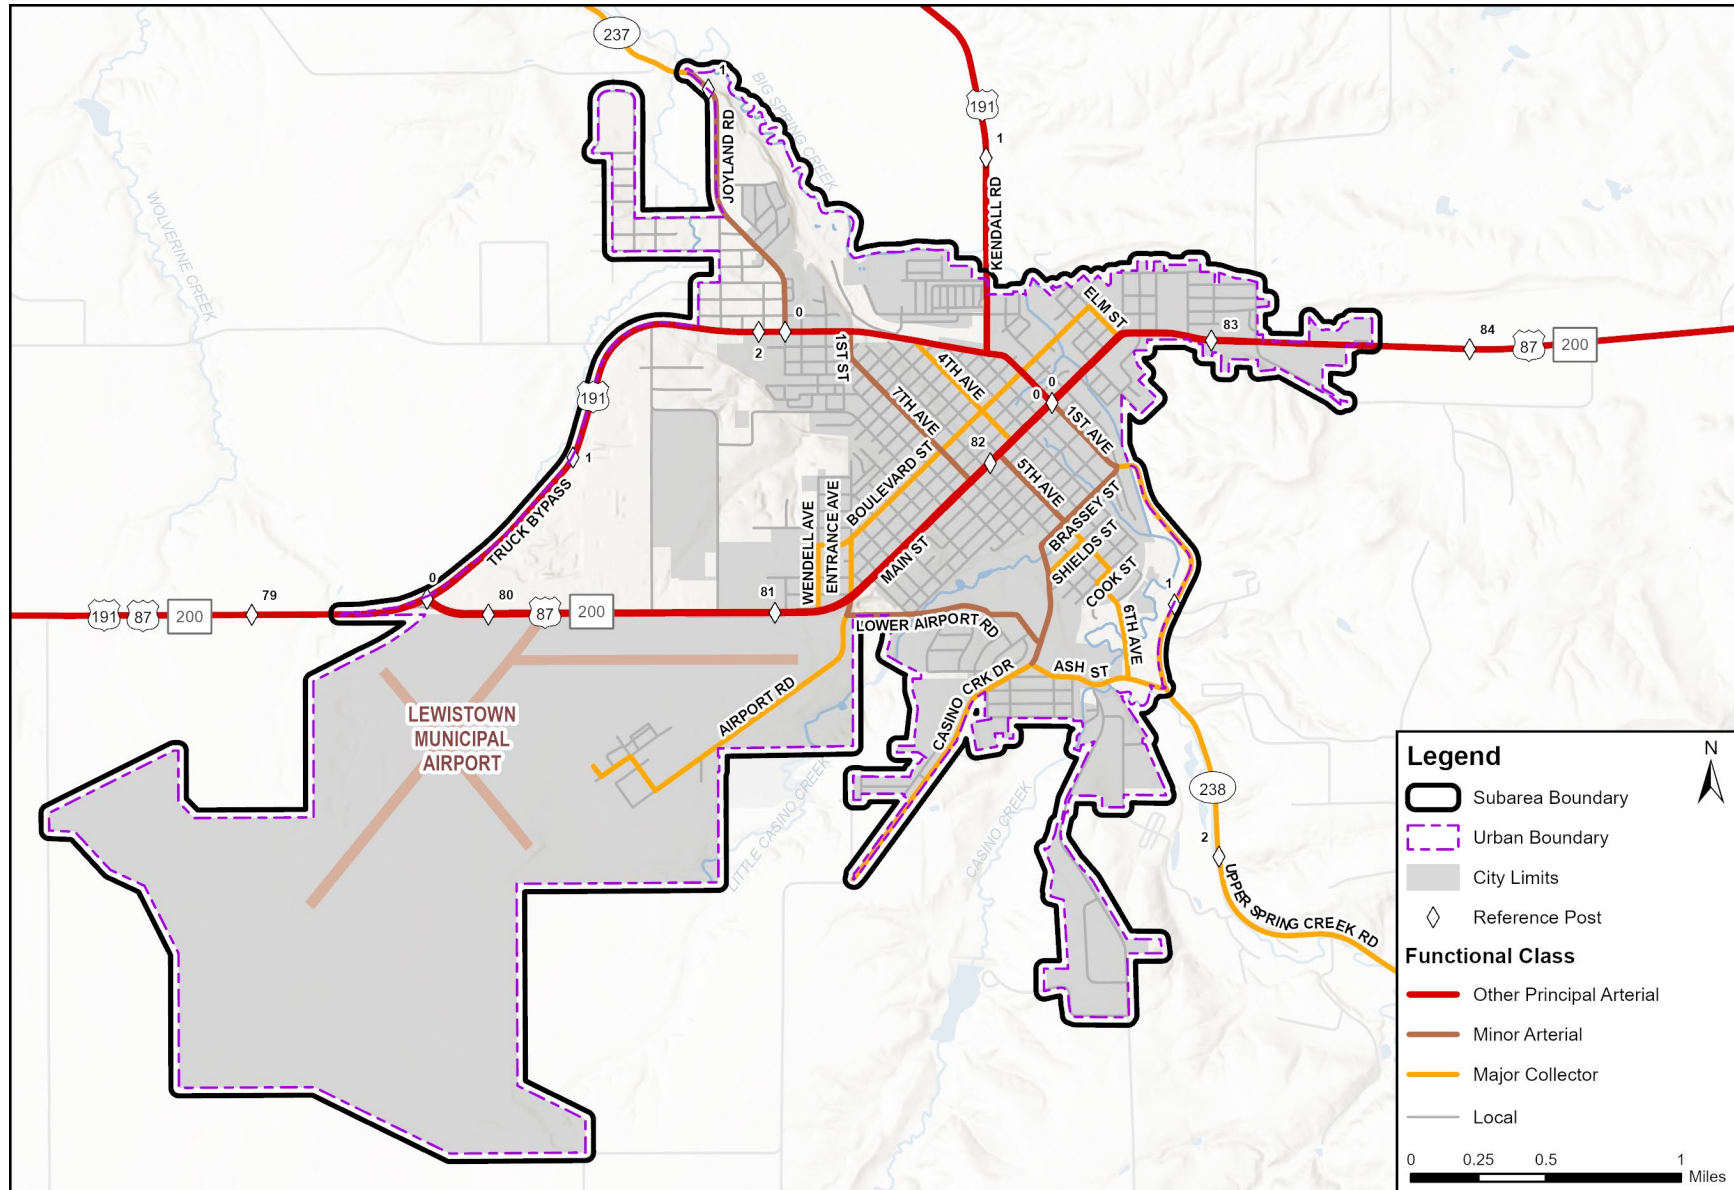 237
1
BIG SPRING CREEK
191
1
JOYLAND RD
KENDALL RD
WOLVERINE CREEK
ELM ST
0
2
83
84
87
200
1ST ST
4TH AVE
191
7TH AVE
0
0
1ST AVE
82
1
5TH AVE
BOULEVARD ST
BRASSEY ST
TRUCK BYPASS
WENDELL AVE
ENTRANCE AVE
MAIN ST
SHIELDS ST
COOK ST
1
0
79
80
81
191
87
200
87
200
LOWER AIRPORT RD
6TH AVE
ASH ST
CASINO CRK DR
AIRPORT RD
LEWISTOWN
MUNICIPAL
AIRPORT
LITTLE CASINO CREEK
CASINO CREEK
238
2
UPPER SPRING CREEK RD
Legend
N
Subarea Boundary
Urban Boundary
City Limits
Reference Post
Functional Class
Other Principal Arterial
Minor Arterial
Major Collector
Local
0 0.25 0.5 1
Miles